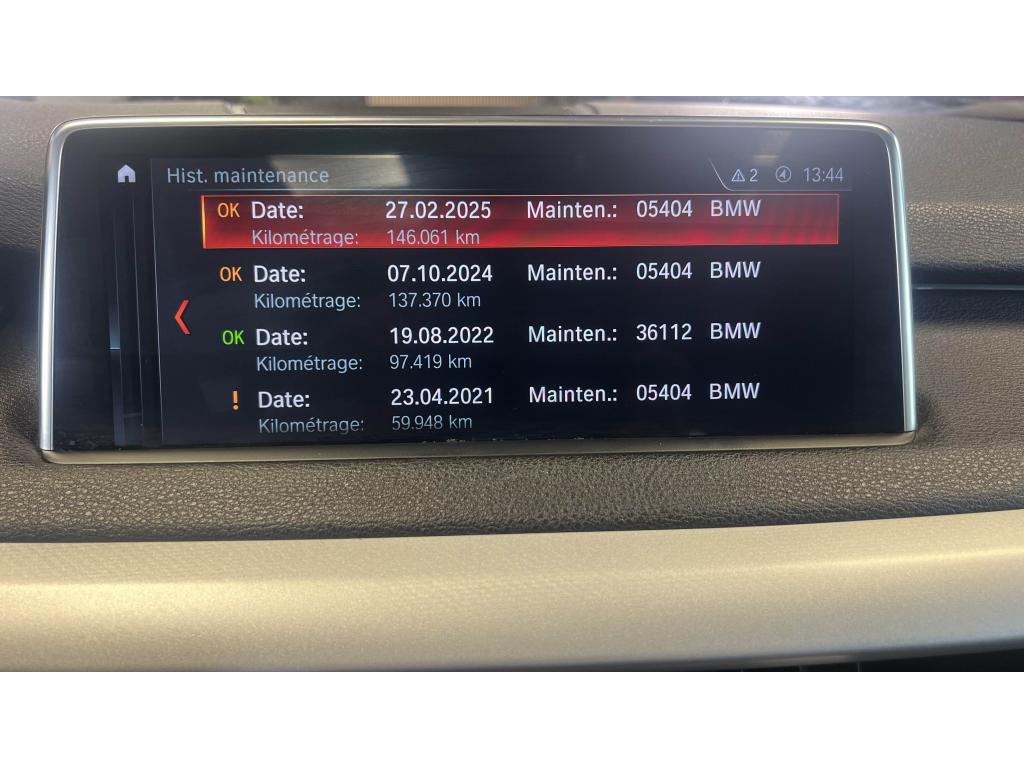 Hist. maintenance 2 13:44
OK Date: 27.02.2025 Mainten.: 05404 BMW
Kilométrage: 146.061 km
OK Date: 07.10.2024 Mainten.: 05404 BMW
Kilométrage: 137.370 km
OK Date: 19.08.2022 Mainten.: 36112 BMW
Kilométrage: 97.419 km
! Date: 23.04.2021 Mainten.: 05404 BMW
Kilométrage: 59.948 km